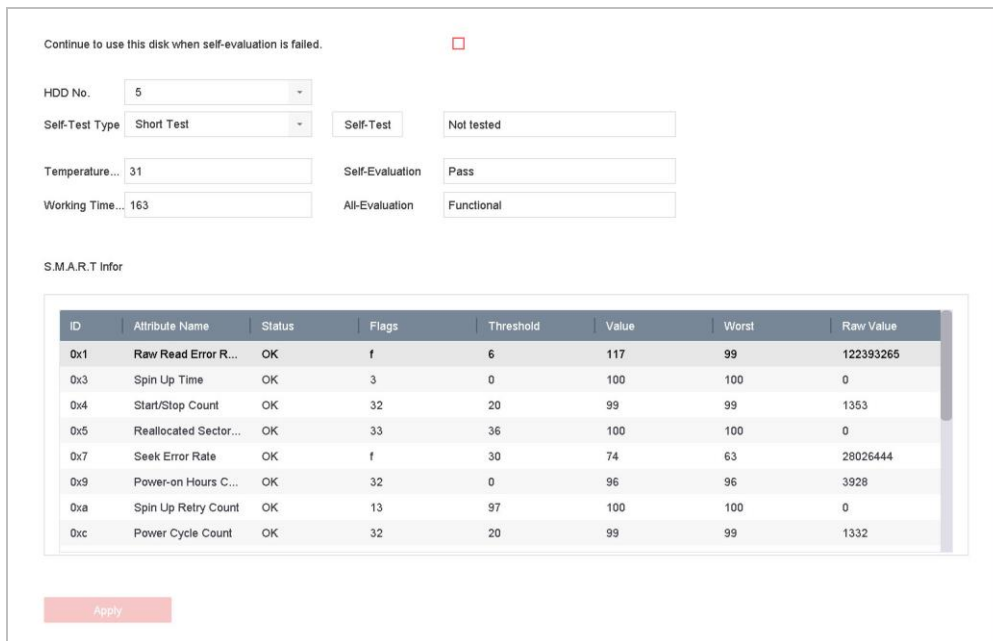 Continue to use this disk when self-evaluation is failed.
HDD No. 5
Self-Test Type Short Test Self-Test Not tested
Temperature... 31 Self-Evaluation Pass
Working Time... 163 All-Evaluation Functional
S.M.A.R.T Infor
ID Attribute Name Status Flags Threshold Value Worst Raw Value
0x1 Raw Read Error R... OK f 6 117 99 122393265
0x3 Spin Up Time OK 3 0 100 100 0
0x4 Start/Stop Count OK 32 20 99 99 1353
0x5 Reallocated Sector... OK 33 36 100 100 0
0x7 Seek Error Rate OK f 30 74 63 28026444
0x9 Power-on Hours C... OK 32 0 96 96 3928
0xa Spin Up Retry Count OK 13 97 100 100 0
0xc Power Cycle Count OK 32 20 99 99 1332
Apply